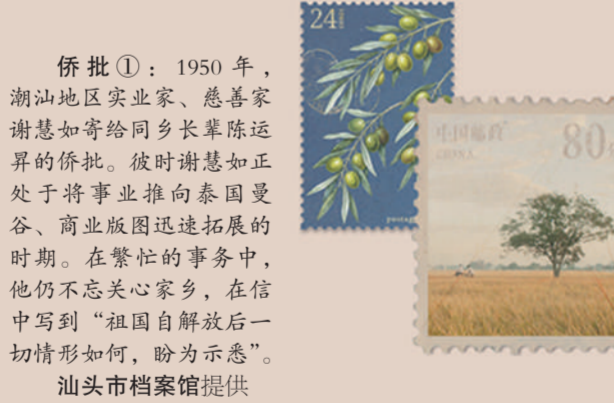 侨批①：1950年，
潮汕地区实业家、慈善家
谢慧如寄给同乡长辈陈运
昇的侨批。彼时谢慧如正
处于将事业推向泰国曼
谷、商业版图迅速拓展的
时期。在繁忙的事务中，
他仍不忘关心家乡，在信
中写到“祖国自解放后一
切情形如何，盼为示悉”。
汕头市档案馆提供
24
postage
中国邮政
80